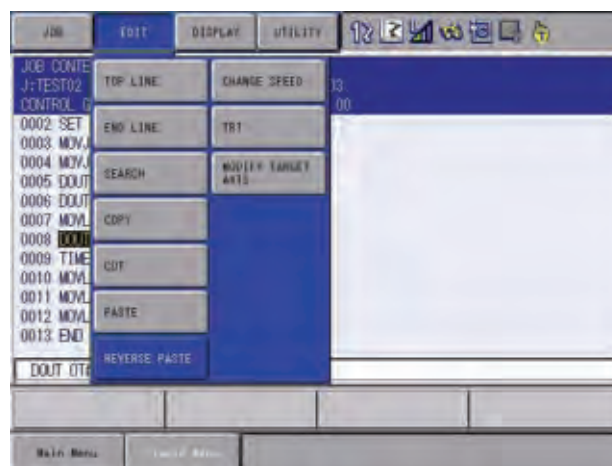 JOB EDIT DISPLAY UTILITY
JOB CONTE
J:TEST02 03
CONTROL G 00
0002 SET
0003 MOVJ
0004 MOVJ
0005 DOUT
0006 DOUT
0007 MOVL
0008 DOUT
0009 TIME
0010 MOVL
0011 MOVL
0012 MOVL
0013 END
TOP LINE
END LINE
SEARCH
COPY
CUT
PASTE
REVERSE PASTE
CHANGE SPEED
TRT
MODIFY TARGET
AXIS
DOUT OT#
Main Menu